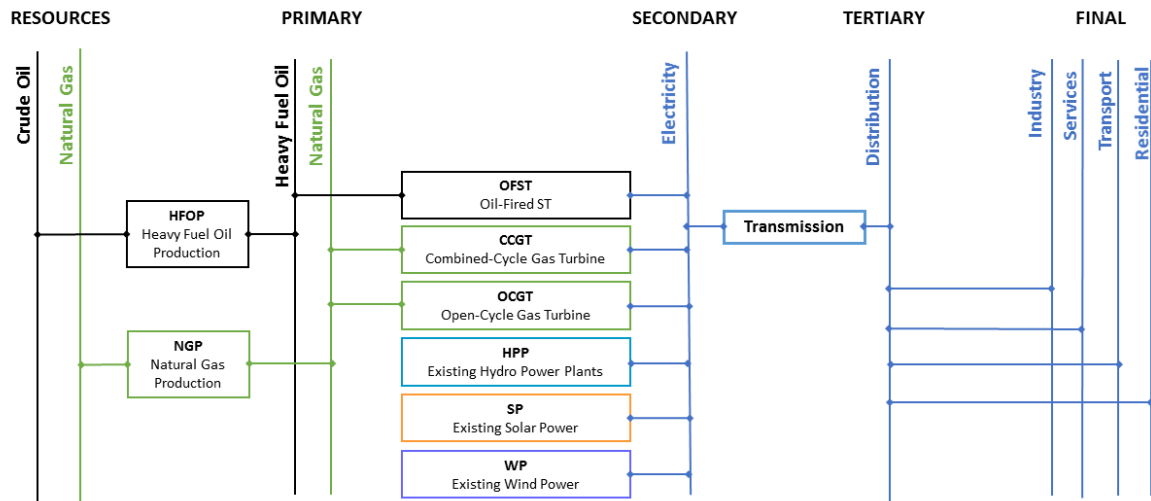 RESOURCES
PRIMARY
SECONDARY
TERTIARY
FINAL
Crude Oil
Natural Gas
Heavy Fuel Oil
Natural Gas
Electricity
Distribution
Industry
Services
Transport
Residential
HFOP
Heavy Fuel Oil
Production
NGP
Natural Gas
Production
OFST
Oil-Fired ST
CCGT
Combined-Cycle Gas Turbine
OCGT
Open-Cycle Gas Turbine
HPP
Existing Hydro Power Plants
SP
Existing Solar Power
WP
Existing Wind Power
Transmission